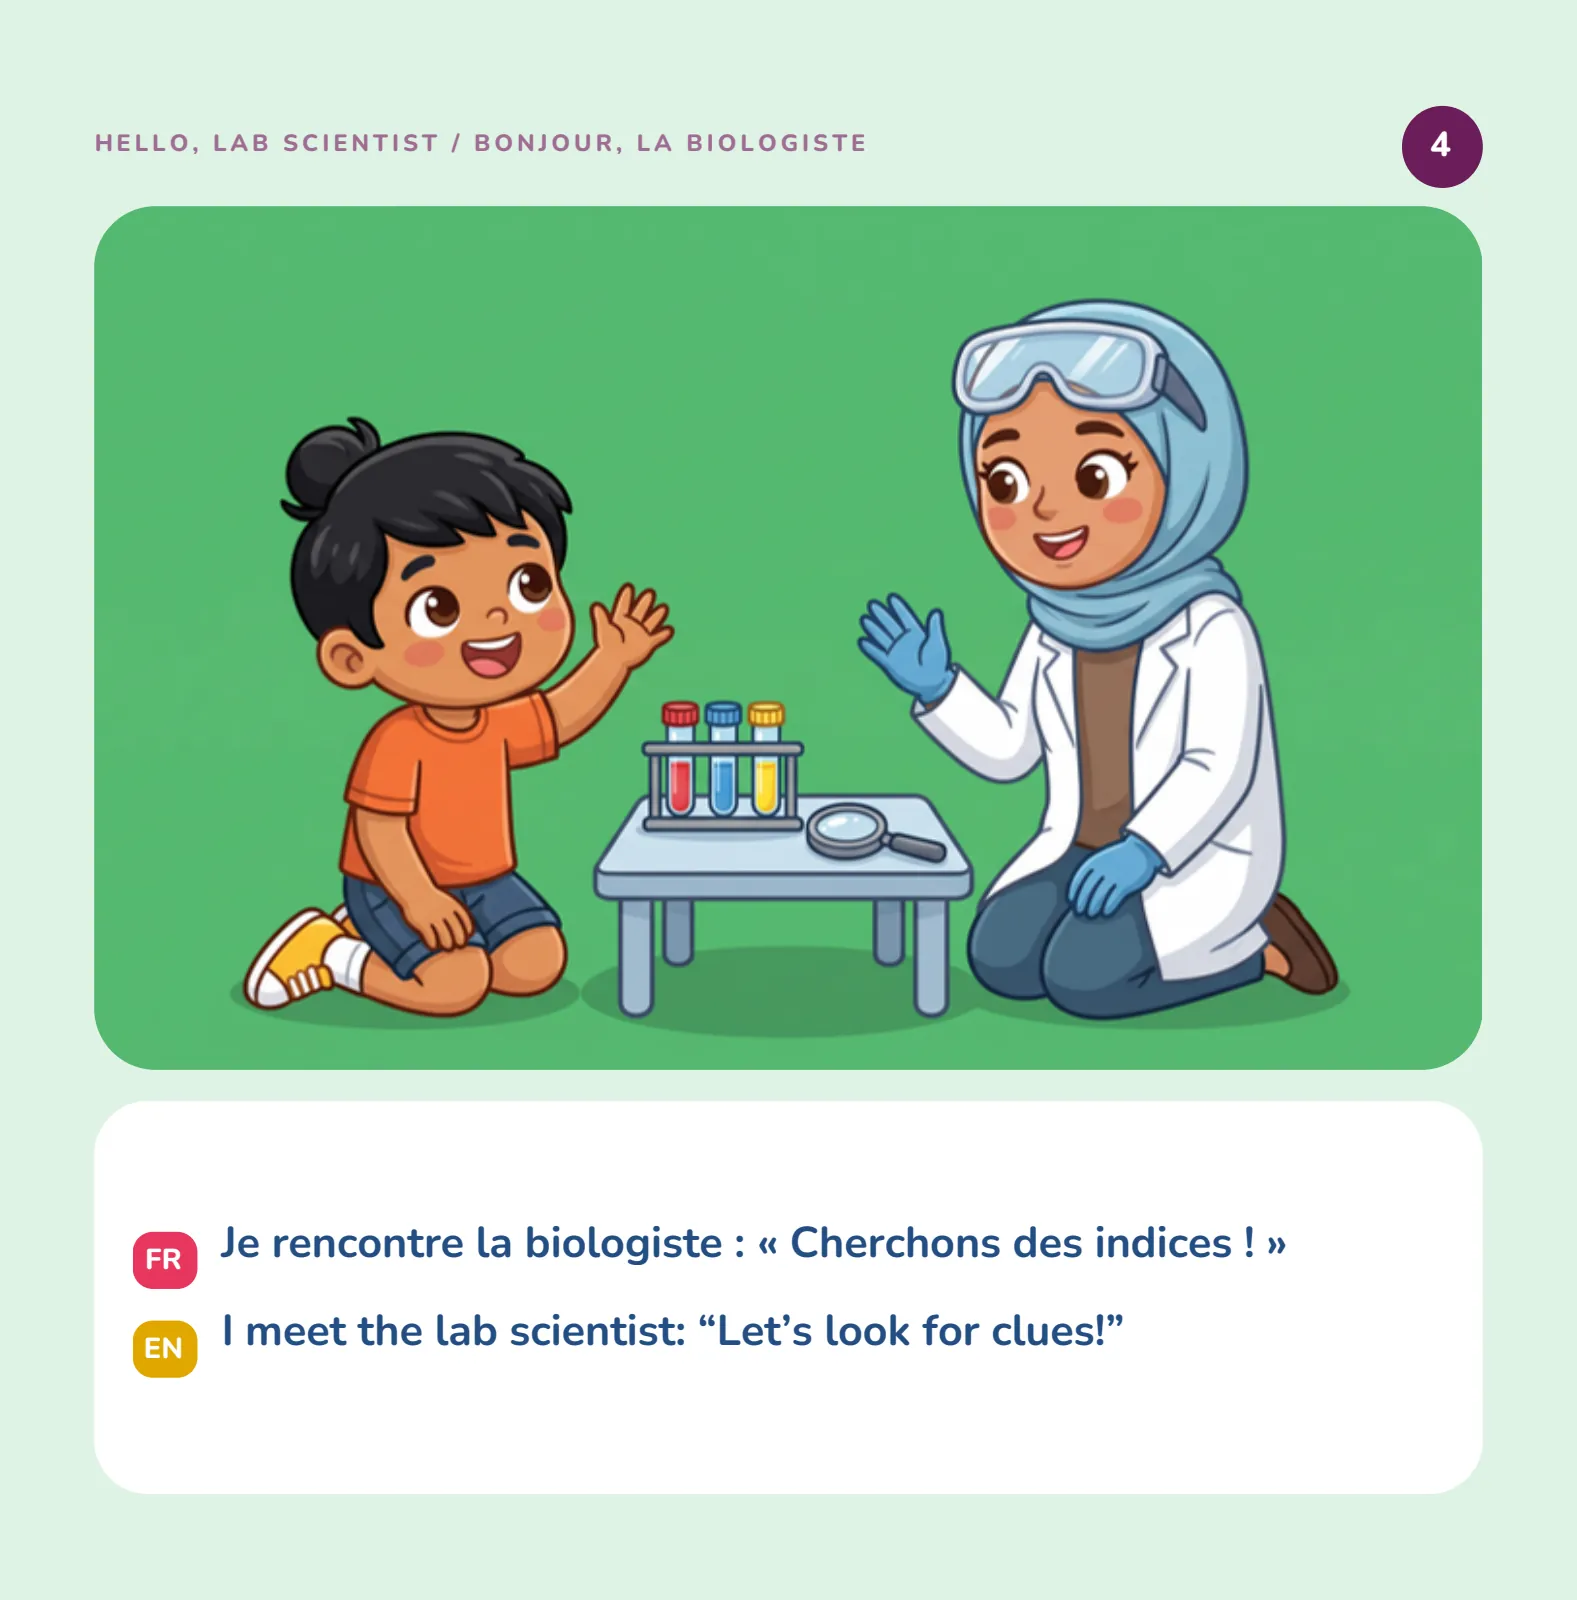 HELLO, LAB SCIENTIST / BONJOUR, LA BIOLOGISTE
4
FR Je rencontre la biologiste : « Cherchons des indices ! »
EN I meet the lab scientist: “Let’s look for clues!”